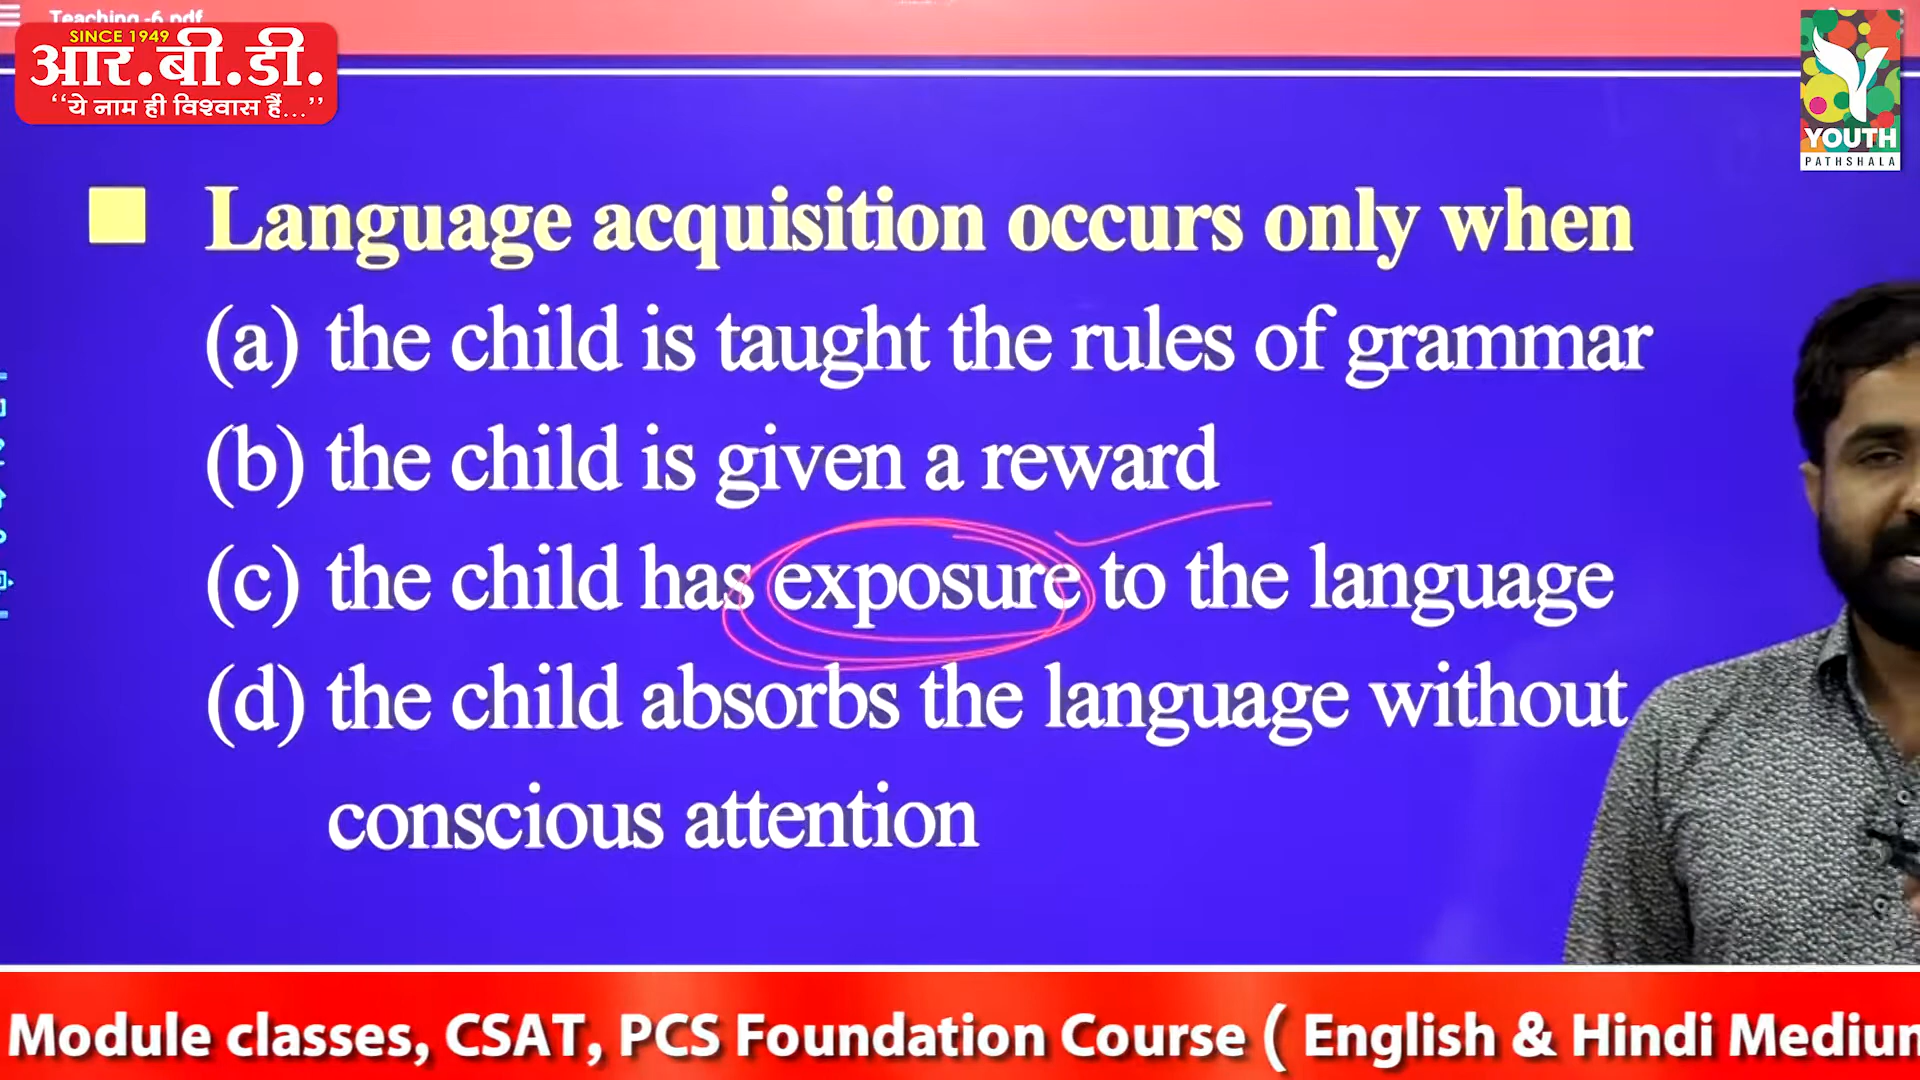 Teaching -6.pdf
SINCE 1949
आर.बी.डी.
“ये नाम ही विश्वास हैं...”
YOUTH
PATHSHALA
Language acquisition occurs only when
(a) the child is taught the rules of grammar
(b) the child is given a reward
(c) the child has exposure to the language
(d) the child absorbs the language without
conscious attention
Module classes, CSAT, PCS Foundation Course ( English & Hindi